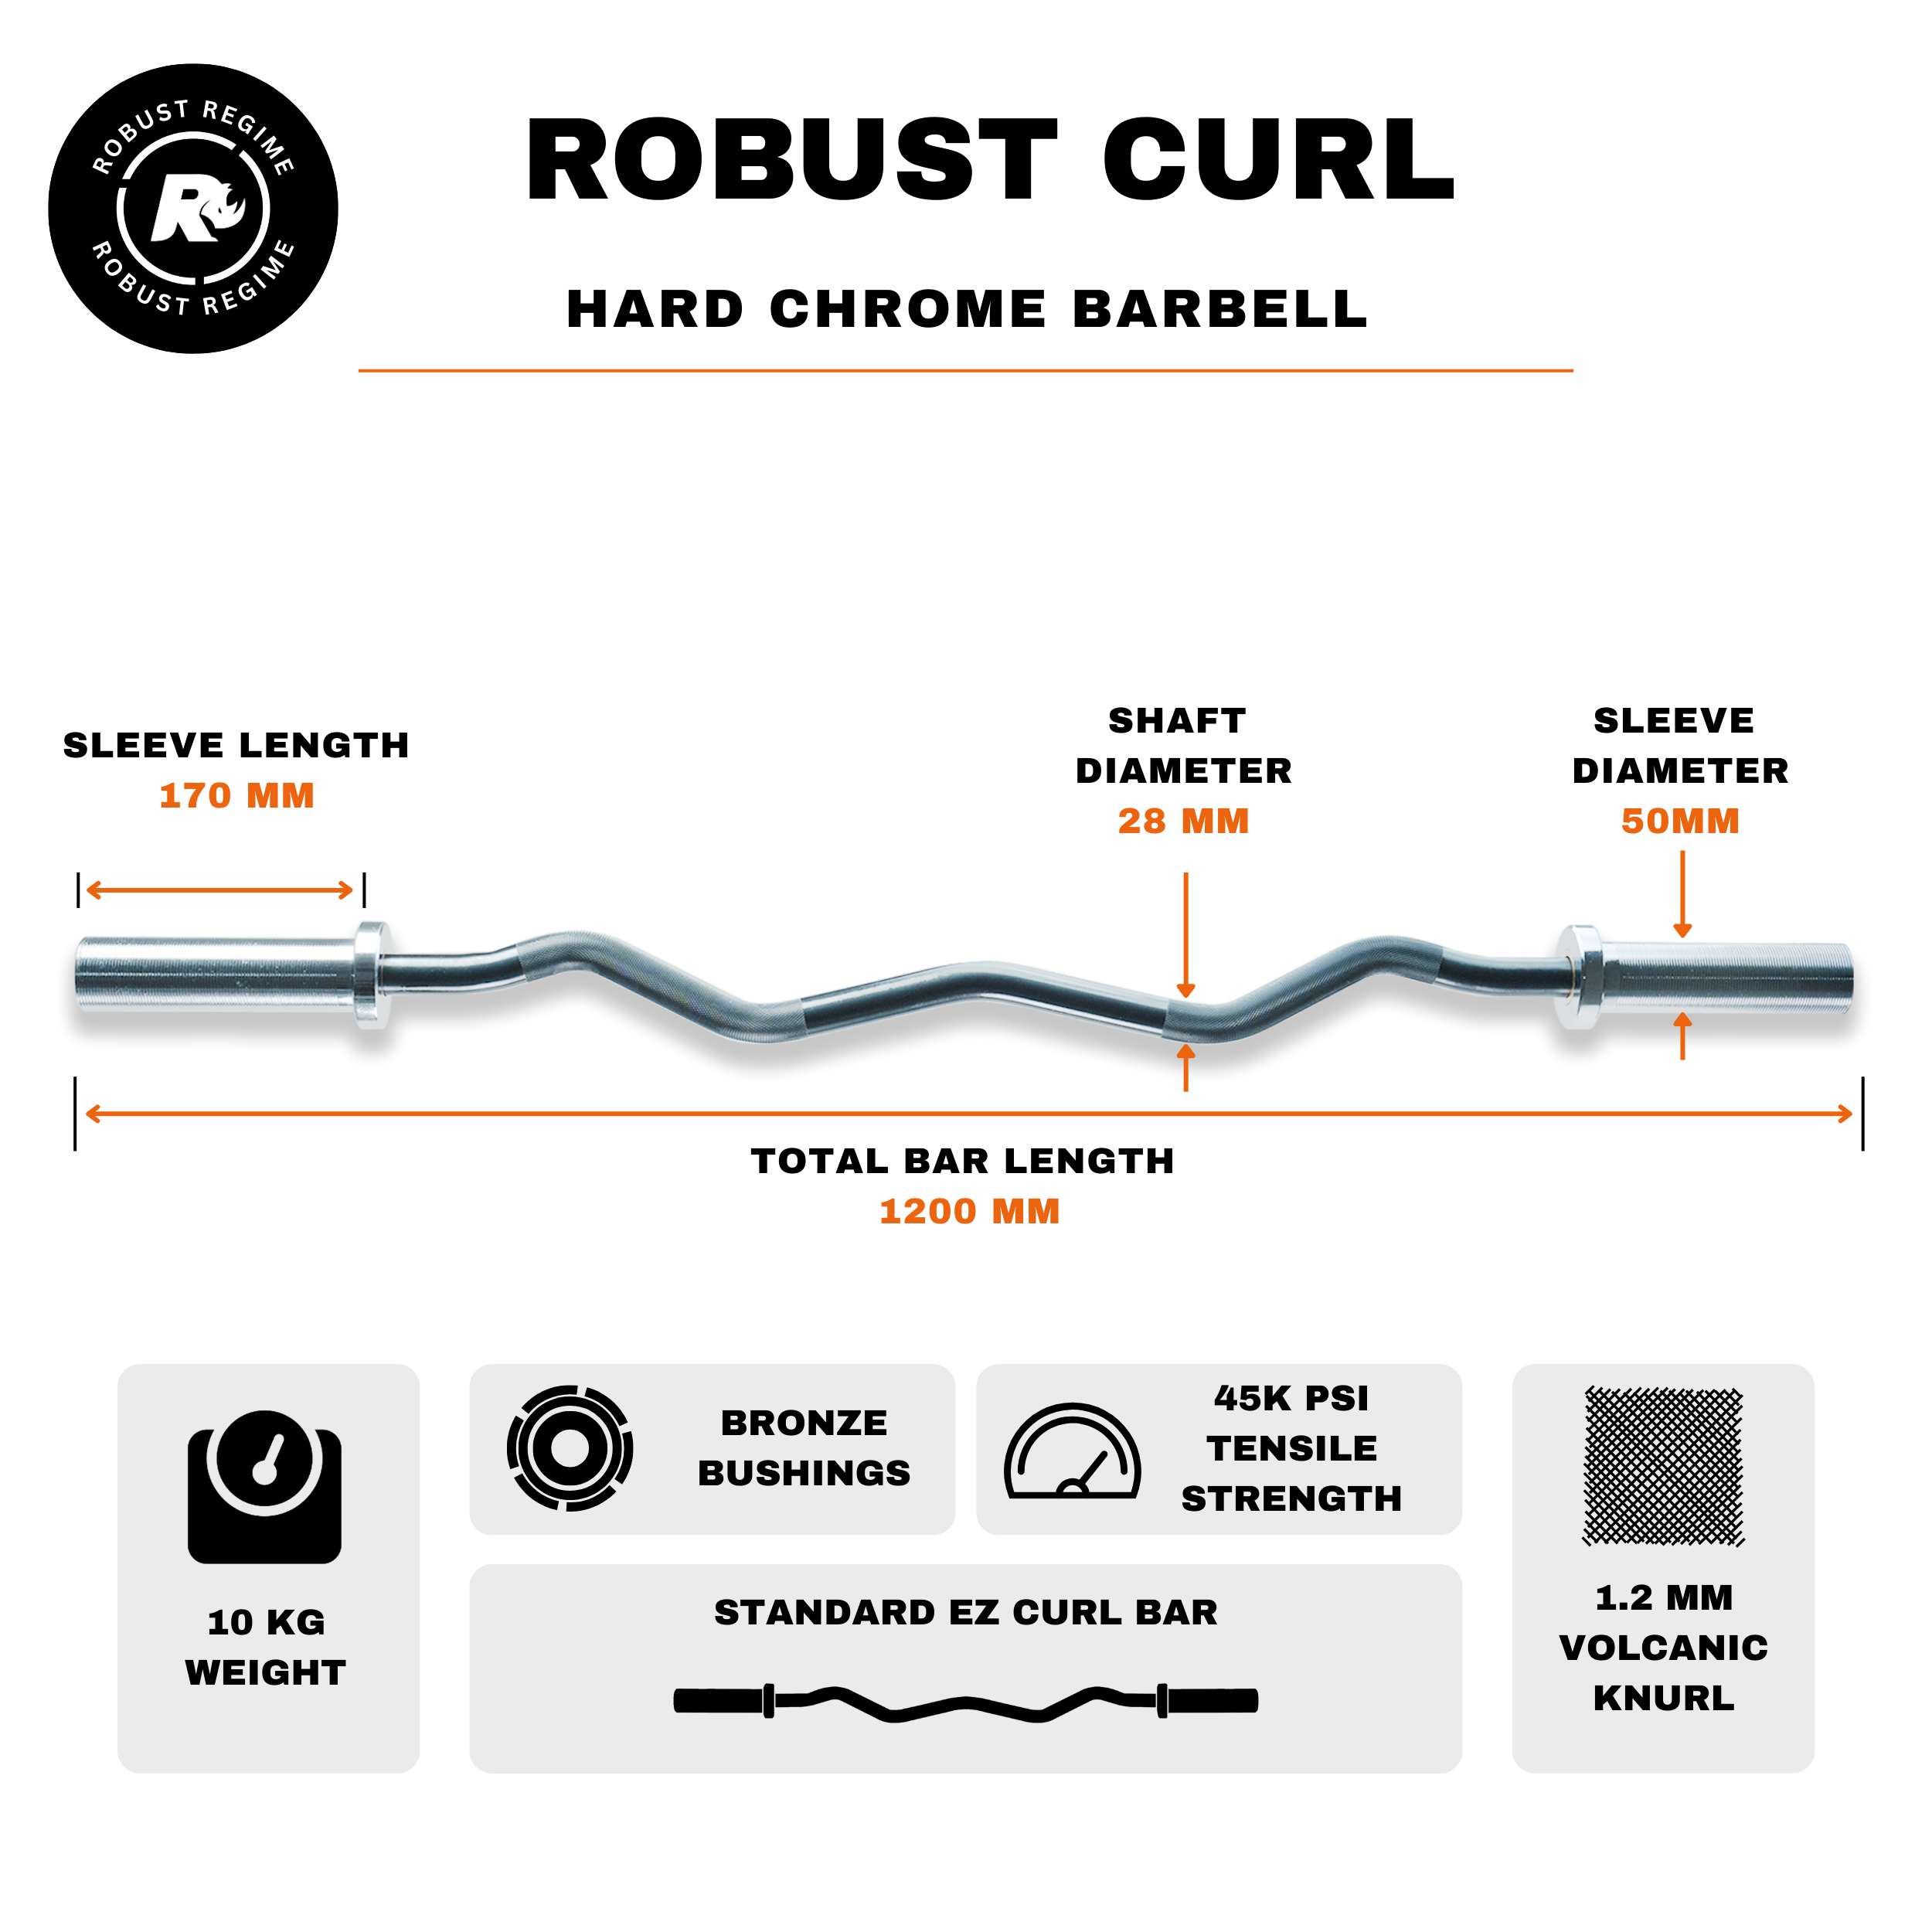 ROBUST REGIME
R
ROBUST REGIME
ROBUST CURL
HARD CHROME BARBELL
SLEEVE LENGTH
170 MM
SHAFT
DIAMETER
28 MM
SLEEVE
DIAMETER
50MM
TOTAL BAR LENGTH
1200 MM
10 KG
WEIGHT
BRONZE
BUSHINGS
45K PSI
TENSILE
STRENGTH
STANDARD EZ CURL BAR
1.2 MM
VOLCANIC
KNURL